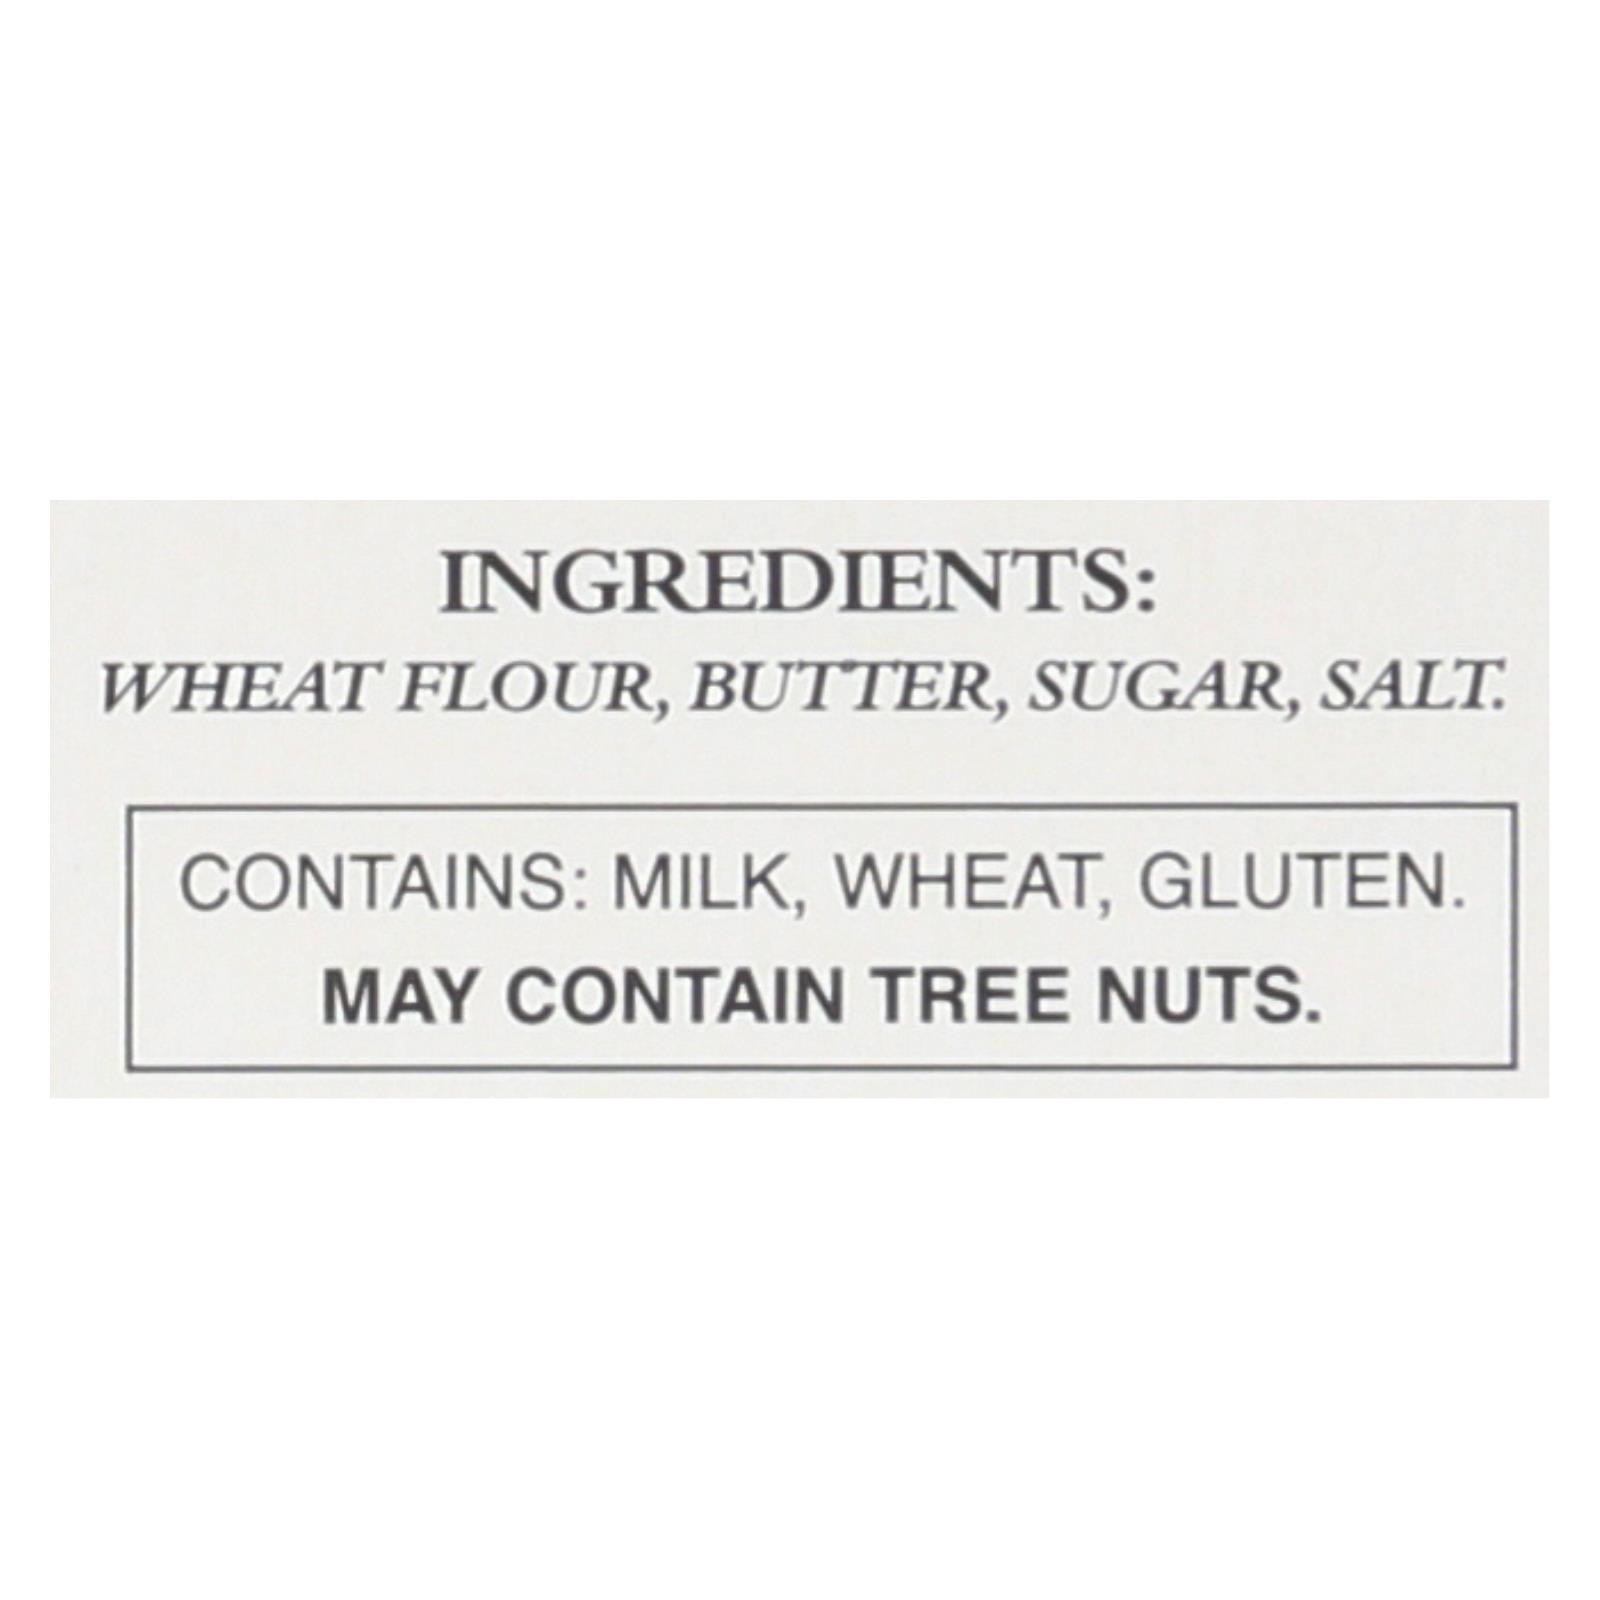 INGREDIENTS:
WHEAT FLOUR, BUTTER, SUGAR, SALT.
CONTAINS: MILK, WHEAT, GLUTEN.
MAY CONTAIN TREE NUTS.